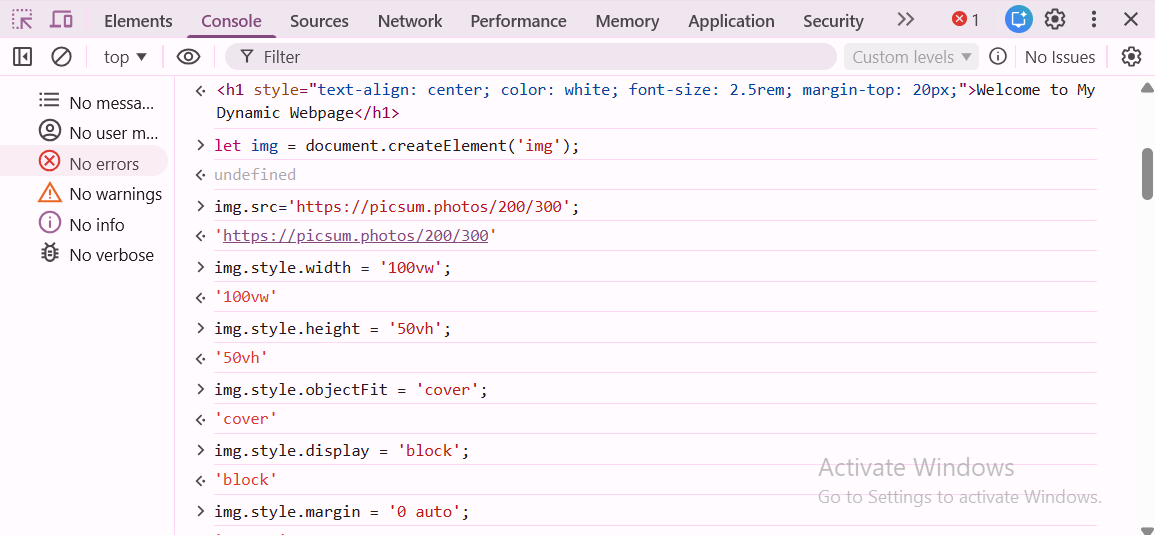 Elements Console Sources Network Performance Memory Application Security 1
top Filter Custom levels No Issues
No messa...
No user m...
No errors
No warnings
No info
No verbose
<h1 style="text-align: center; color: white; font-size: 2.5rem; margin-top: 20px;">Welcome to My
Dynamic Webpage</h1>
let img = document.createElement('img');
undefined
img.src='https://picsum.photos/200/300';
'https://picsum.photos/200/300'
img.style.width = '100vw';
'100vw'
img.style.height = '50vh';
'50vh'
img.style.objectFit = 'cover';
'cover'
img.style.display = 'block';
'block'
img.style.margin = '0 auto';
Activate Windows
Go to Settings to activate Windows.